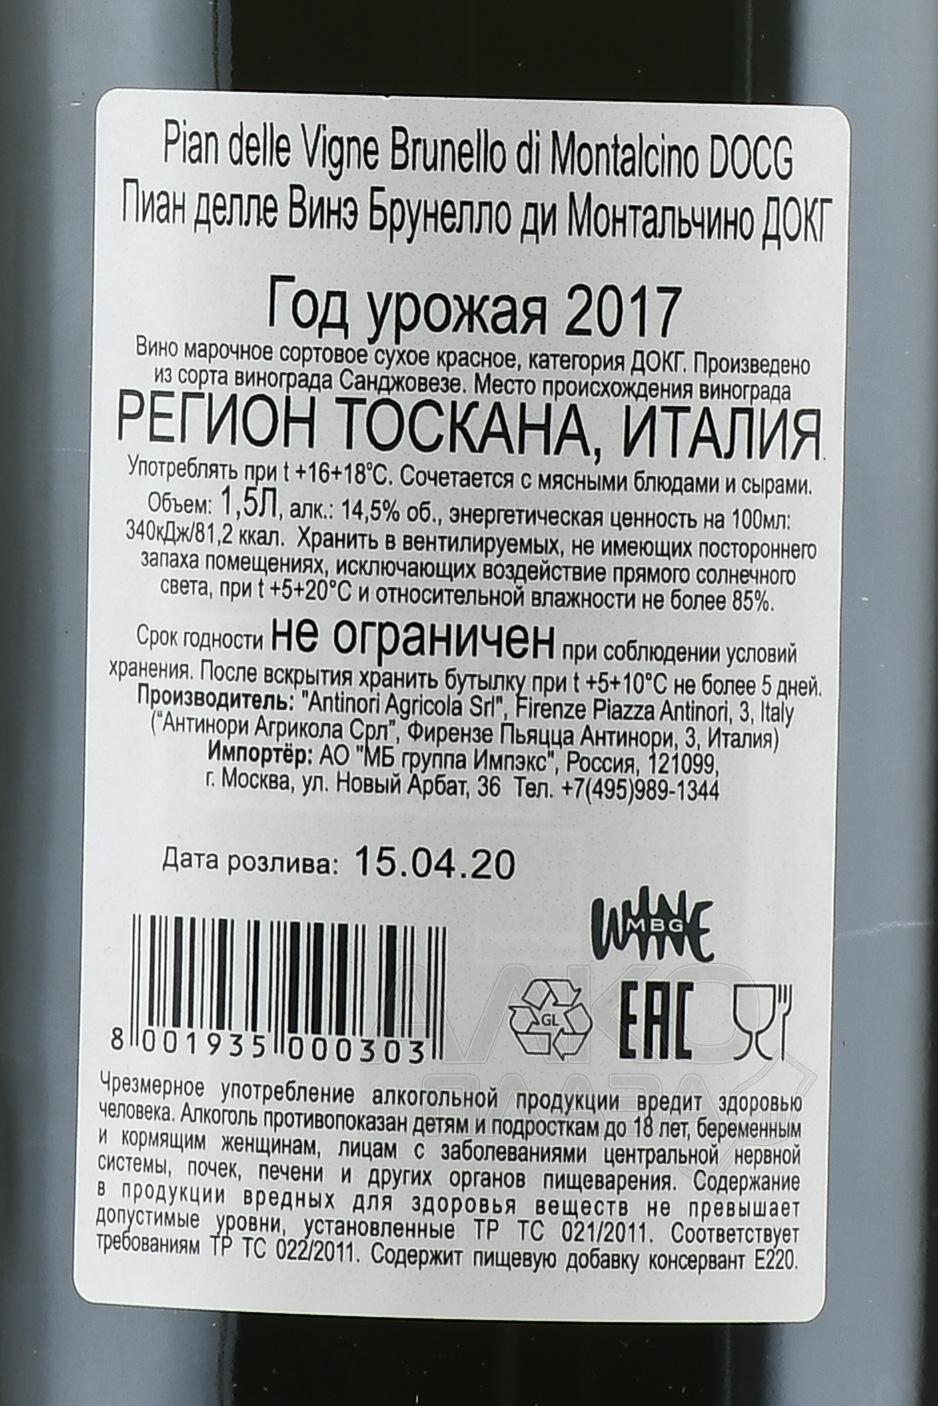 Pian delle Vigne Brunello di Montalcino DOCG
Пиан делле Винэ Брунелло ди Монтальчино ДОКГ
Год урожая 2017
Вино марочное сортовое сухое красное, категория ДОКГ. Произведено
из сорта винограда Санджовезе. Место происхождения винограда
РЕГИОН ТОСКАНА, ИТАЛИЯ.
Употреблять при t +16+18°С. Сочетается с мясными блюдами и сырами.
Объем: 1,5Л, алк.: 14,5% об., энергетическая ценность на 100мл:
340кДж/81,2 ккал. Хранить в вентилируемых, не имеющих постороннего
запаха помещениях, исключающих воздействие прямого солнечного
света, при t +5+20°С и относительной влажности не более 85%.
Срок годности не ограничен при соблюдении условий
хранения. После вскрытия хранить бутылку при t +5+10°С не более 5 дней.
Производитель: "Antinori Agricola Srl", Firenze Piazza Antinori, 3, Italy
("Антинори Агрикола Срл", Фирензе Пьяцца Антинори, 3, Италия)
Импортёр: АО "МБ группа Импэкс", Россия, 121099,
г. Москва, ул. Новый Арбат, 36 Тел. +7(495)989-1344
Дата розлива: 15.04.20
WINE
MBG
8 001935 000303
GL
EAC
АЛКО
ПЛАЗА
Чрезмерное употребление алкогольной продукции вредит здоровью
человека. Алкоголь противопоказан детям и подросткам до 18 лет, беременным
и кормящим женщинам, лицам с заболеваниями центральной нервной
системы, почек, печени и других органов пищеварения. Содержание
в продукции вредных для здоровья веществ не превышает
допустимые уровни, установленные ТР ТС 021/2011. Соответствует
требованиям ТР ТС 022/2011. Содержит пищевую добавку консервант Е220.